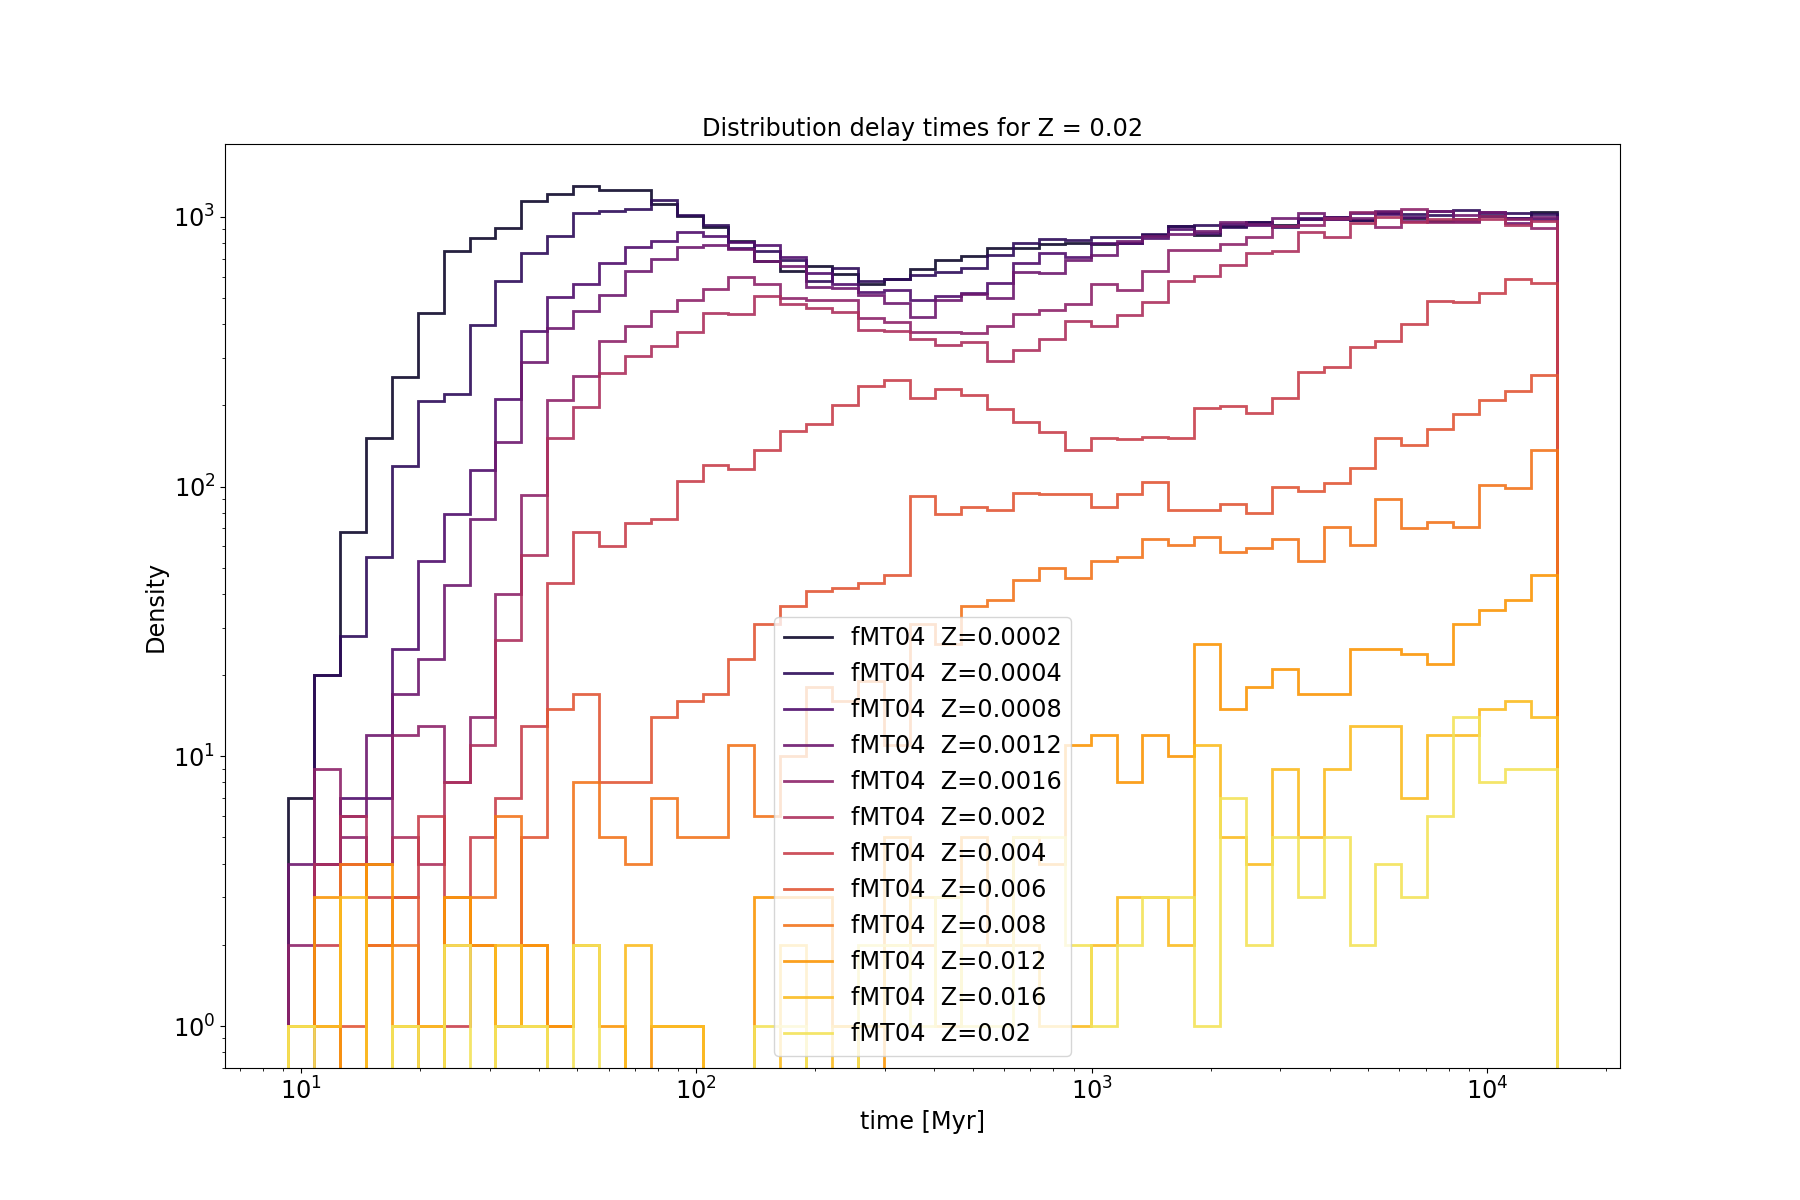 Distribution delay times for Z = 0.02
Density
10³
10²
10¹
10⁰
fMT04 Z=0.0002
fMT04 Z=0.0004
fMT04 Z=0.0008
fMT04 Z=0.0012
fMT04 Z=0.0016
fMT04 Z=0.002
fMT04 Z=0.004
fMT04 Z=0.006
fMT04 Z=0.008
fMT04 Z=0.012
fMT04 Z=0.016
fMT04 Z=0.02
10¹ 10² 10³ 10⁴
time [Myr]